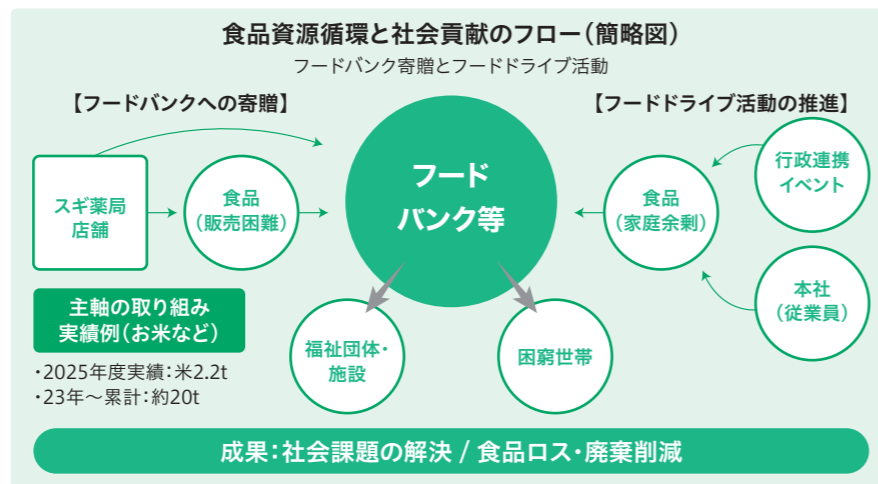 食品資源循環と社会貢献のフロー（簡略図）
フードバンク寄贈とフードドライブ活動
【フードバンクへの寄贈】
スギ薬局
店舗
食品
（販売困難）
フード
バンク等
【フードドライブ活動の推進】
食品
（家庭余剰）
行政連携
イベント
本社
（従業員）
主軸の取り組み
実績例（お米など）
・2025年度実績：米2.2t
・23年～累計：約20t
福祉団体・
施設
困窮世帯
成果：社会課題の解決 / 食品ロス・廃棄削減